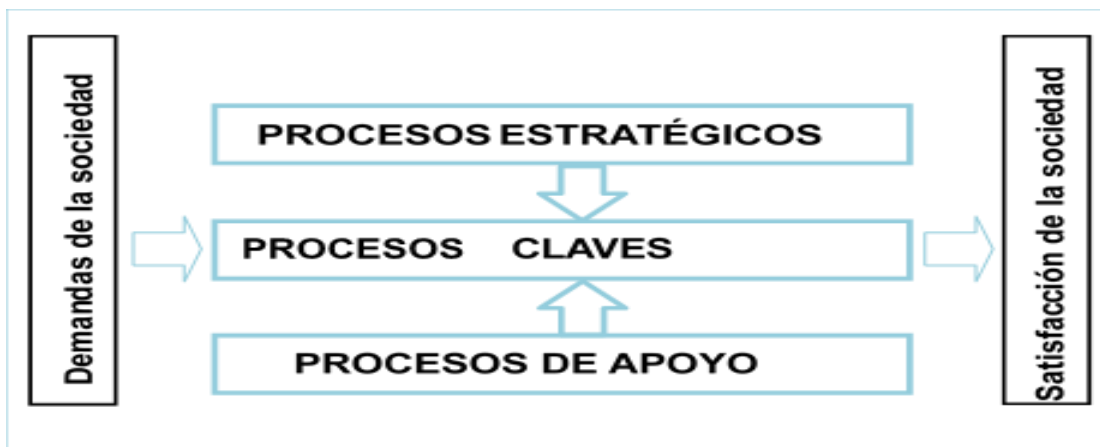 Demandas de la sociedad
PROCESOS ESTRATÉGICOS
PROCESOS CLAVES
PROCESOS DE APOYO
Satisfacción de la sociedad